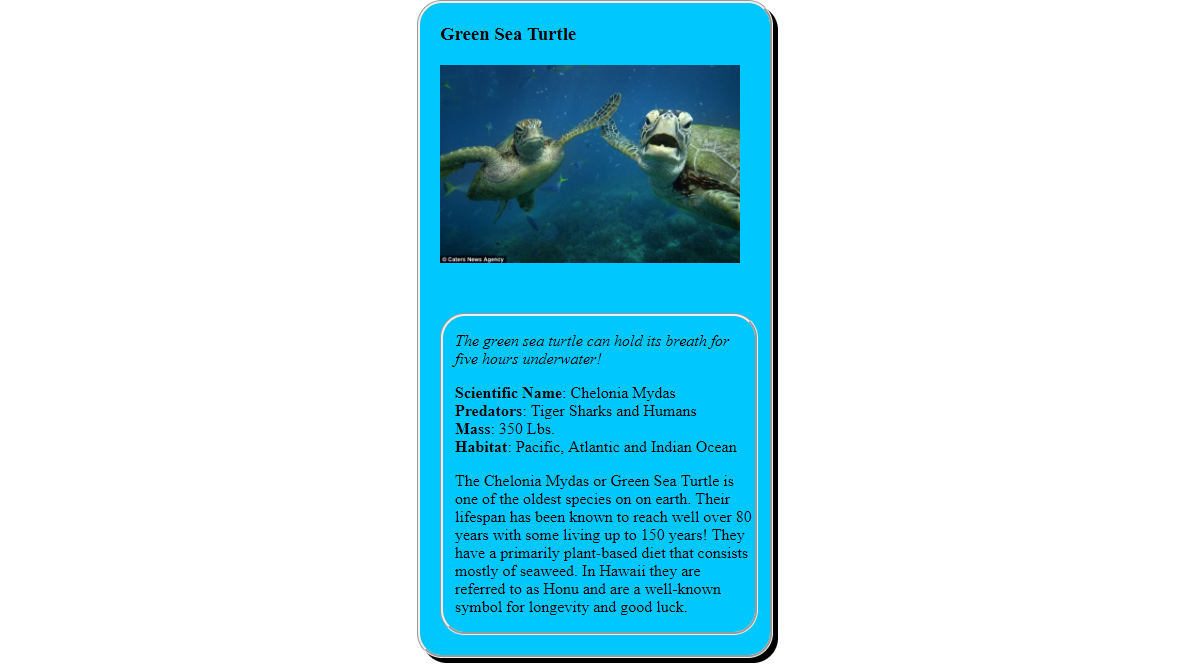 Green Sea Turtle
© Caters News Agency
The green sea turtle can hold its breath for
five hours underwater!
Scientific Name: Chelonia Mydas
Predators: Tiger Sharks and Humans
Mass: 350 Lbs.
Habitat: Pacific, Atlantic and Indian Ocean
The Chelonia Mydas or Green Sea Turtle is
one of the oldest species on on earth. Their
lifespan has been known to reach well over 80
years with some living up to 150 years! They
have a primarily plant-based diet that consists
mostly of seaweed. In Hawaii they are
referred to as Honu and are a well-known
symbol for longevity and good luck.